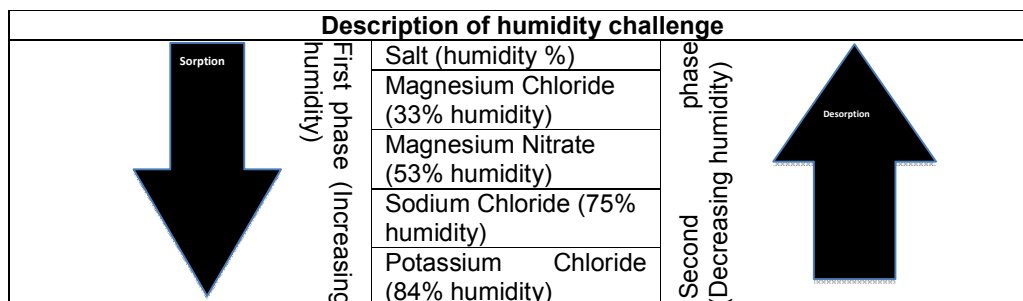 Description of humidity challenge
Sorption
First phase (Increasing
humidity)
Salt (humidity %)
Magnesium Chloride
(33% humidity)
Magnesium Nitrate
(53% humidity)
Sodium Chloride (75%
humidity)
Potassium Chloride
(84% humidity)
Second phase
(Decreasing humidity)
Desorption